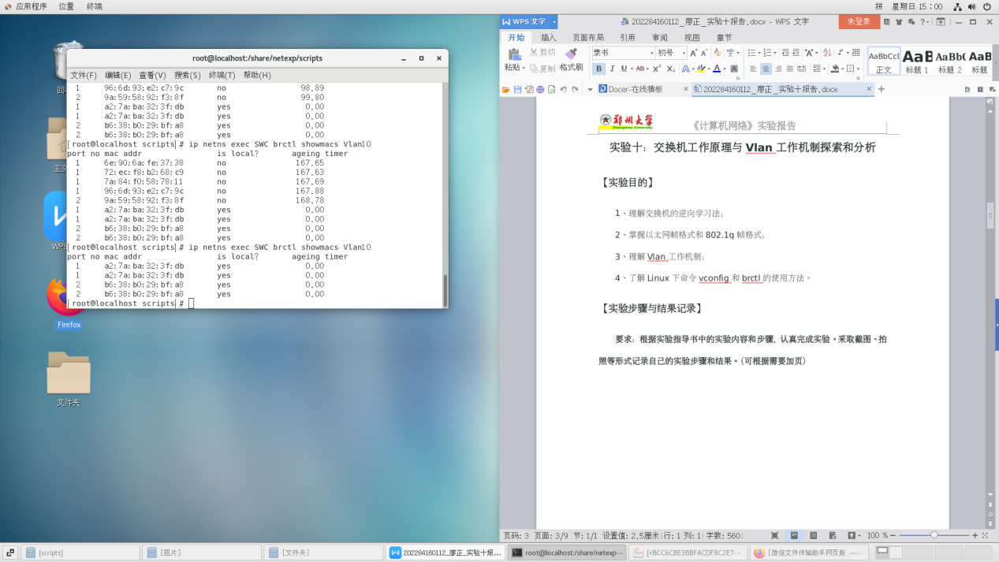 应用程序 位置 终端
拼 星期日 15：00
root@localhost:/share/netexp/scripts
文件(F) 编辑(E) 查看(V) 搜索(S) 终端(T) 帮助(H)
1 96:6d:93:e2:c7:9c no 98.89
2 9a:59:58:92:f3:8f no 99.80
1 a2:7a:ba:32:3f:db yes 0.00
1 a2:7a:ba:32:3f:db yes 0.00
2 b6:38:b0:29:bf:a8 yes 0.00
2 b6:38:b0:29:bf:a8 yes 0.00
[root@localhost scripts]# ip netns exec SWC brctl showmacs Vlan10
port no mac addr is local? ageing timer
1 6e:90:6a:fe:37:38 no 167.65
1 72:ec:f8:b2:68:c9 no 167.63
1 7a:84:f0:58:78:11 no 167.69
1 96:6d:93:e2:c7:9c no 167.88
2 9a:59:58:92:f3:8f no 168.78
1 a2:7a:ba:32:3f:db yes 0.00
1 a2:7a:ba:32:3f:db yes 0.00
2 b6:38:b0:29:bf:a8 yes 0.00
2 b6:38:b0:29:bf:a8 yes 0.00
[root@localhost scripts]# ip netns exec SWC brctl showmacs Vlan10
port no mac addr is local? ageing timer
1 a2:7a:ba:32:3f:db yes 0.00
1 a2:7a:ba:32:3f:db yes 0.00
2 b6:38:b0:29:bf:a8 yes 0.00
2 b6:38:b0:29:bf:a8 yes 0.00
[root@localhost scripts]#
Firefox
文件夹
WPS 文字
202284160112_廖正_实验十报告.docx - WPS 文字
未登录
开始 插入 页面布局 引用 审阅 视图 章节
粘贴 剪切 复制 格式刷
隶书 初号
AaBbCcD 正文
AaB 标题 1
AaBb( 标题 2
AaB 标题
Docer-在线模板
202284160112_廖正_实验十报告.docx
郑州大学
Zhengzhou University
《计算机网络》实验报告
实验十：交换机工作原理与 Vlan 工作机制探索和分析
【实验目的】
1、理解交换机的逆向学习法；
2、掌握以太网帧格式和 802.1q 帧格式；
3、理解 Vlan 工作机制；
4、了解 Linux 下命令 vconfig 和 brctl 的使用方法。
【实验步骤与结果记录】
要求：根据实验指导书中的实验内容和步骤，认真完成实验。采取截图、拍
照等形式记录自己的实验步骤和结果。（可根据需要加页）
页码: 3 页面: 3/9 节: 1/1 设置值: 2.5厘米 行: 1 列: 1 字数: 560
100 %
[scripts]
[图片]
[文件夹]
202284160112_廖正_实验十报...
root@localhost:/share/netexp...
[<BCC6CBE3BBFACDF8C2E7...
[微信文件传输助手网页版 —...